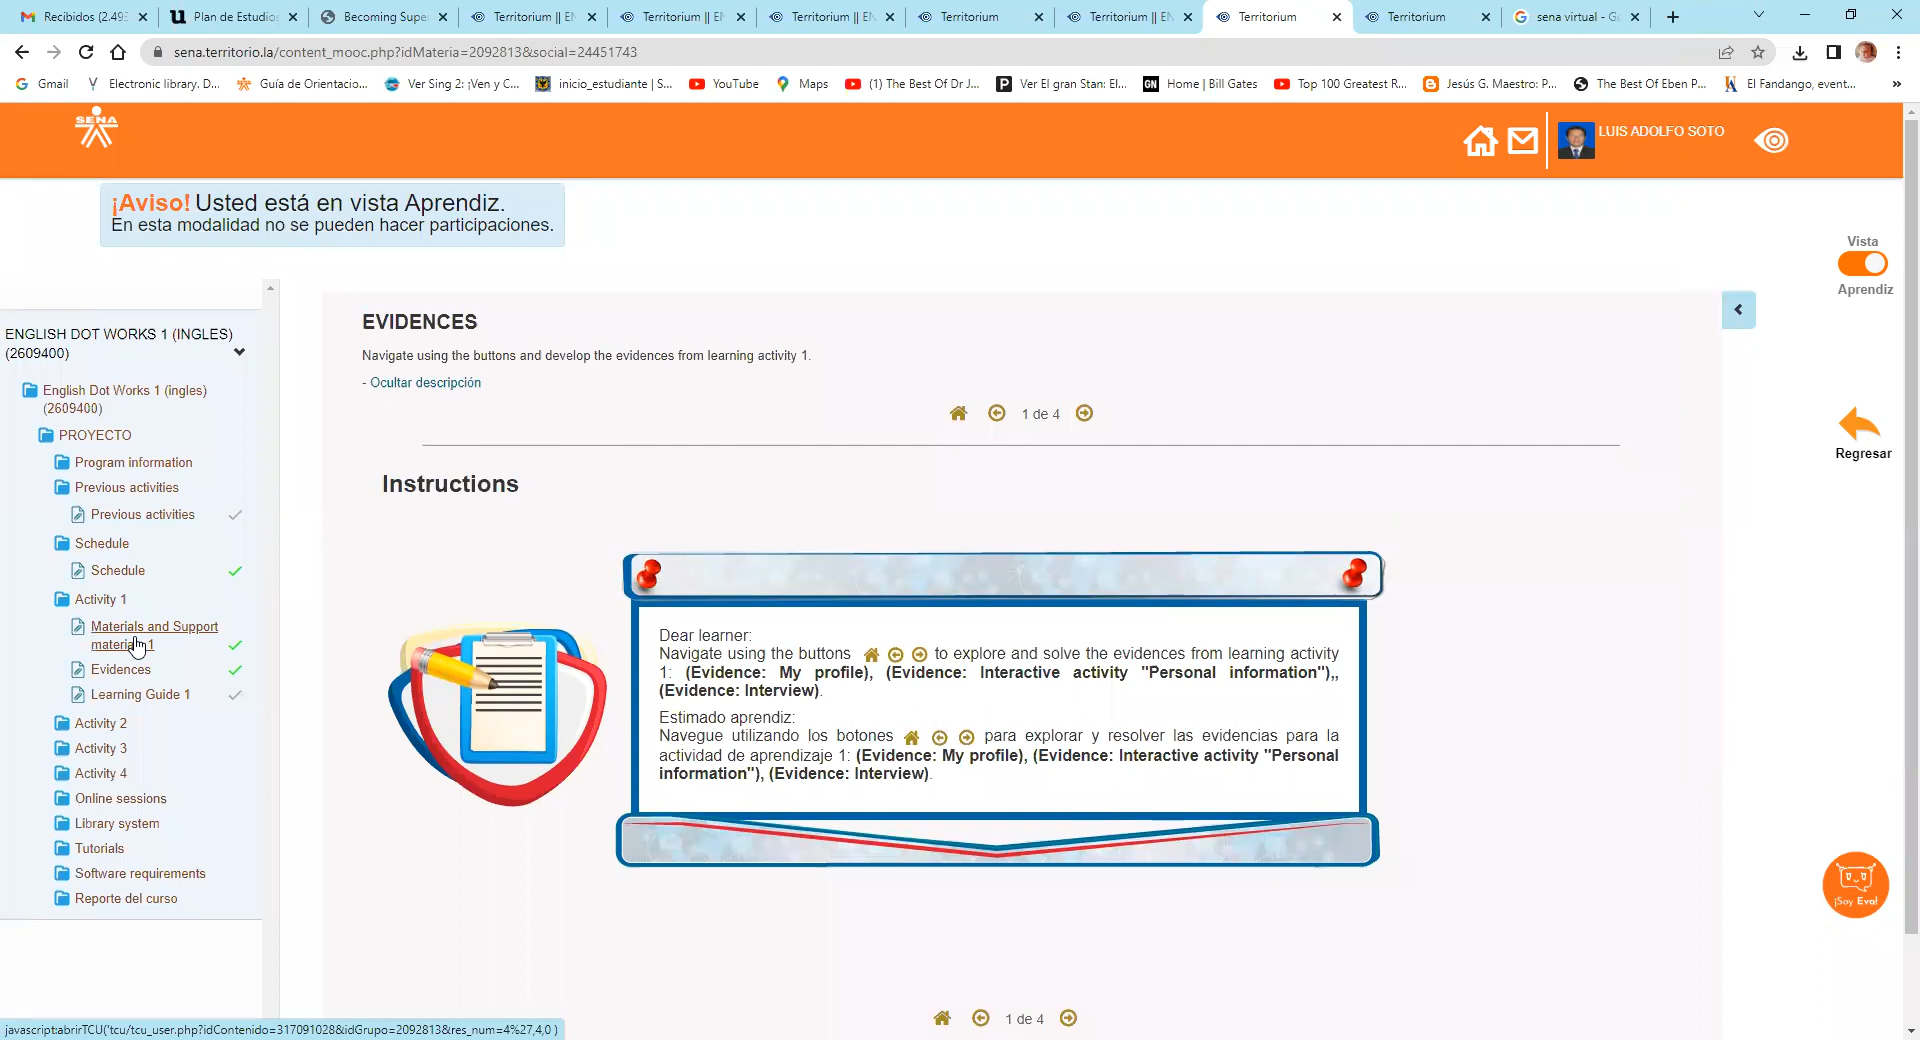 Recibidos (2.493
Plan de Estudios
Becoming Supe
Territorium || EN
Territorium || EN
Territorium || EN
Territorium
Territorium || EN
Territorium
Territorium
sena virtual - Go
sena.territorio.la/content_mooc.php?idMateria=2092813&social=24451743
Gmail
Electronic library. D...
Guía de Orientacio...
Ver Sing 2: ¡Ven y C...
inicio_estudiante | S...
YouTube
Maps
(1) The Best Of Dr J...
Ver El gran Stan: El...
Home | Bill Gates
Top 100 Greatest R...
Jesús G. Maestro: P...
The Best Of Eben P...
El Fandango, event...
»
SENA
LUIS ADOLFO SOTO
¡Aviso! Usted está en vista Aprendiz.
En esta modalidad no se pueden hacer participaciones.
Vista
Aprendiz
Regresar
ENGLISH DOT WORKS 1 (INGLES)
(2609400)
English Dot Works 1 (ingles)
(2609400)
PROYECTO
Program information
Previous activities
Previous activities
Schedule
Schedule
Activity 1
Materials and Support
material 1
Evidences
Learning Guide 1
Activity 2
Activity 3
Activity 4
Online sessions
Library system
Tutorials
Software requirements
Reporte del curso
EVIDENCES
Navigate using the buttons and develop the evidences from learning activity 1.
- Ocultar descripción
1 de 4
Instructions
Dear learner:
Navigate using the buttons to explore and solve the evidences from learning activity
1: (Evidence: My profile), (Evidence: Interactive activity "Personal information"),,
(Evidence: Interview).
Estimado aprendiz:
Navegue utilizando los botones para explorar y resolver las evidencias para la
actividad de aprendizaje 1: (Evidence: My profile), (Evidence: Interactive activity "Personal
information"), (Evidence: Interview).
1 de 4
¡Soy Eva!
javascript:abrirTCU('tcu/tcu_user.php?idContenido=317091028&idGrupo=2092813&res_num=4%27,4,0 )